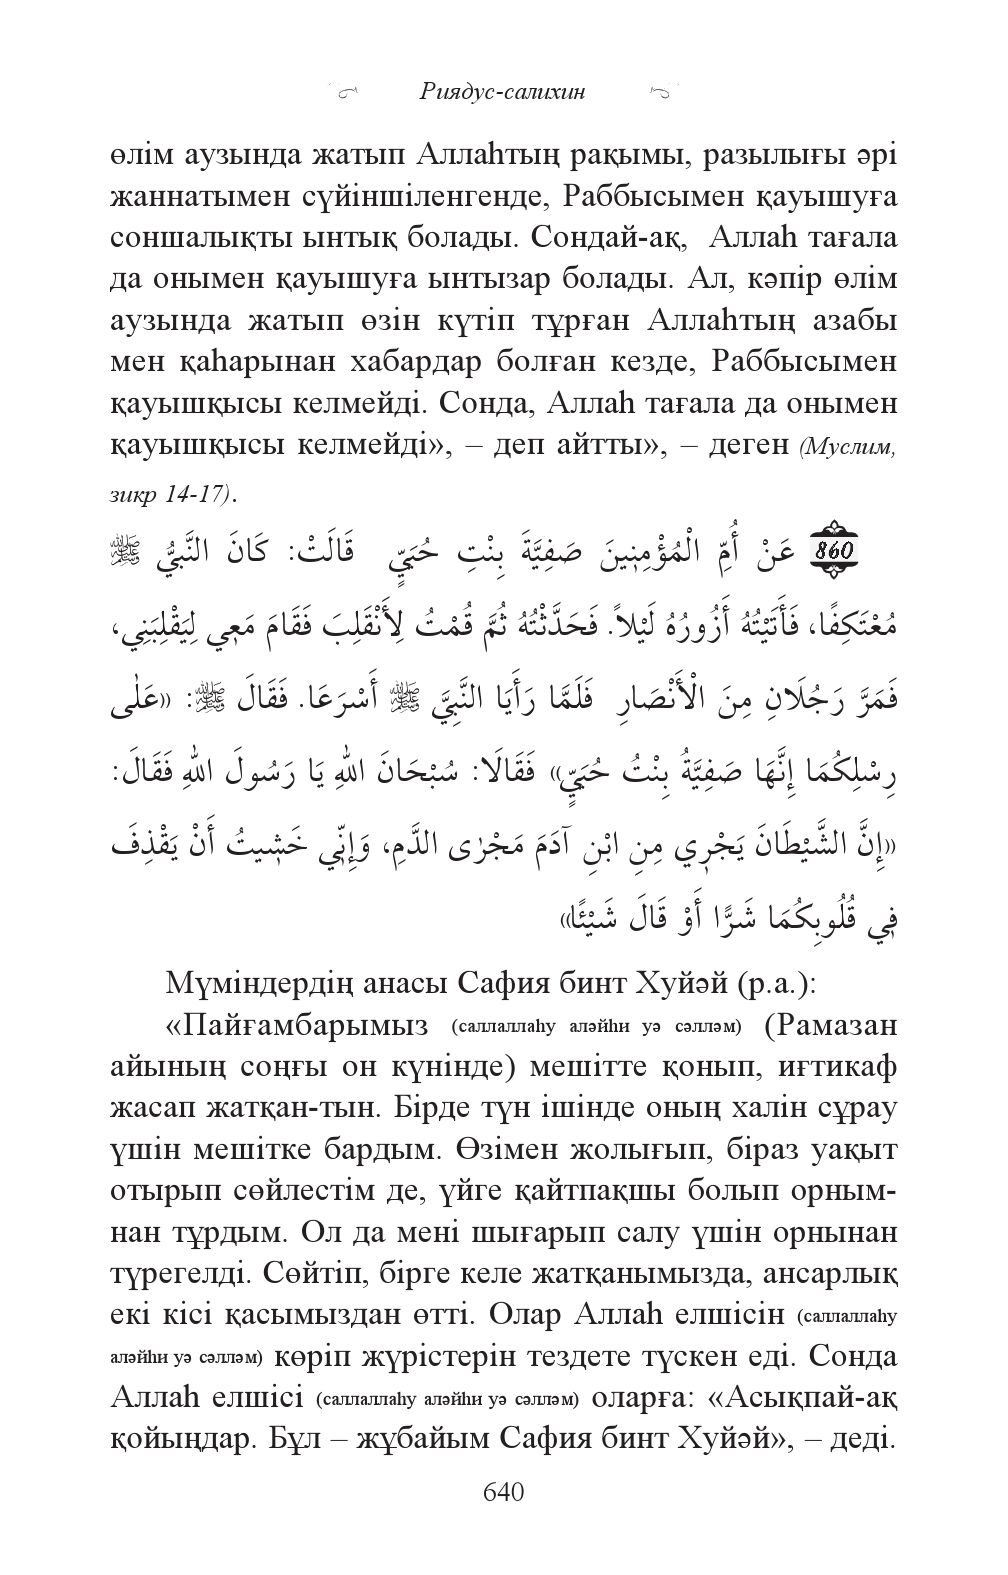 Риядус-салихин
өлім аузында жатып Аллаһтың рақымы, разылығы әрі
жаннатымен сүйіншіленгенде, Раббысымен қауышуға
соншалықты ынтық болады. Сондай-ақ, Аллаһ тағала
да онымен қауышуға ынтызар болады. Ал, кәпір өлім
аузында жатып өзін күтіп тұрған Аллаһтың азабы
мен қаһарынан хабардар болған кезде, Раббысымен
қауышқысы келмейді. Сонда, Аллаһ тағала да онымен
қауышқысы келмейді», – деп айтты», – деген (Муслим,
зикр 14-17).
860 عَنْ أُمِّ الْمُؤْمِنِينَ صَفِيَّةَ بِنْتِ حُيَيٍّ قَالَتْ: كَانَ النَّبِيُّ ﷺ
مُعْتَكِفًا، فَأَتَيْتُهُ أَزُورُهُ لَيْلاً. فَحَدَّثْتُهُ ثُمَّ قُمْتُ لِأَنْقَلِبَ فَقَامَ مَعِي لِيَقْلِبَنِي،
فَمَرَّ رَجُلَانِ مِنَ الْأَنْصَارِ فَلَمَّا رَأَيَا النَّبِيَّ ﷺ أَسْرَعَا. فَقَالَ ﷺ: «عَلَى
رِسْلِكُمَا إِنَّهَا صَفِيَّةُ بِنْتُ حُيَيٍّ» فَقَالَا: سُبْحَانَ اللهِ يَا رَسُولَ اللهِ فَقَالَ:
«إِنَّ الشَّيْطَانَ يَجْرِي مِنِ ابْنِ آدَمَ مَجْرٰى الدَّمِ، وَإِنِّي خَشِيتُ أَنْ يَقْذِفَ
فِي قُلُوبِكُمَا شَرًّا أَوْ قَالَ شَيْئًا»
Мүміндердің анасы Сафия бинт Хуйәй (р.а.):
«Пайғамбарымыз (саллаллаһу аләйһи уә сәлләм) (Рамазан
айының соңғы он күнінде) мешітте қонып, иғтикаф
жасап жатқан-тын. Бірде түн ішінде оның халін сұрау
үшін мешітке бардым. Өзімен жолығып, біраз уақыт
отырып сөйлестім де, үйге қайтпақшы болып орным-
нан тұрдым. Ол да мені шығарып салу үшін орнынан
түрегелді. Сөйтіп, бірге келе жатқанымызда, ансарлық
екі кісі қасымыздан өтті. Олар Аллаһ елшісін (саллаллаһу
аләйһи уә сәлләм) көріп жүрістерін тездете түскен еді. Сонда
Аллаһ елшісі (саллаллаһу аләйһи уә сәлләм) оларға: «Асықпай-ақ
қойыңдар. Бұл – жұбайым Сафия бинт Хуйәй», – деді.
640